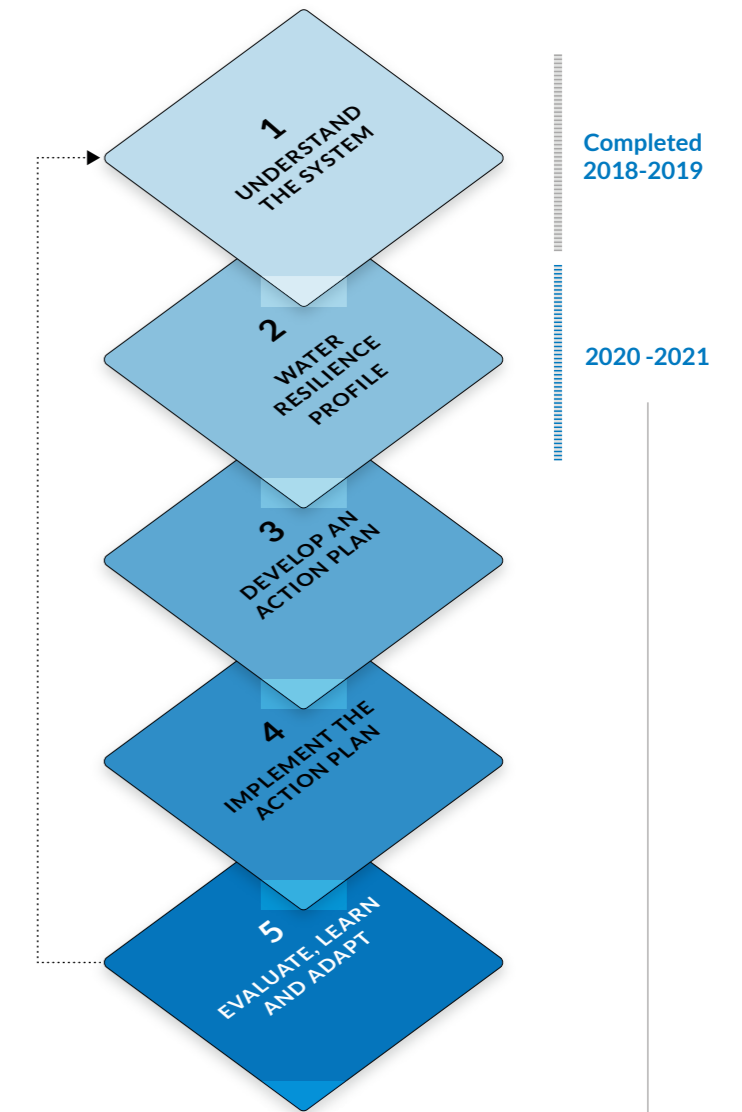 1
UNDERSTAND
THE SYSTEM
Completed
2018-2019
2
WATER
RESILIENCE
PROFILE
2020 -2021
3
DEVELOP AN
ACTION PLAN
4
IMPLEMENT THE
ACTION PLAN
5
EVALUATE, LEARN
AND ADAPT